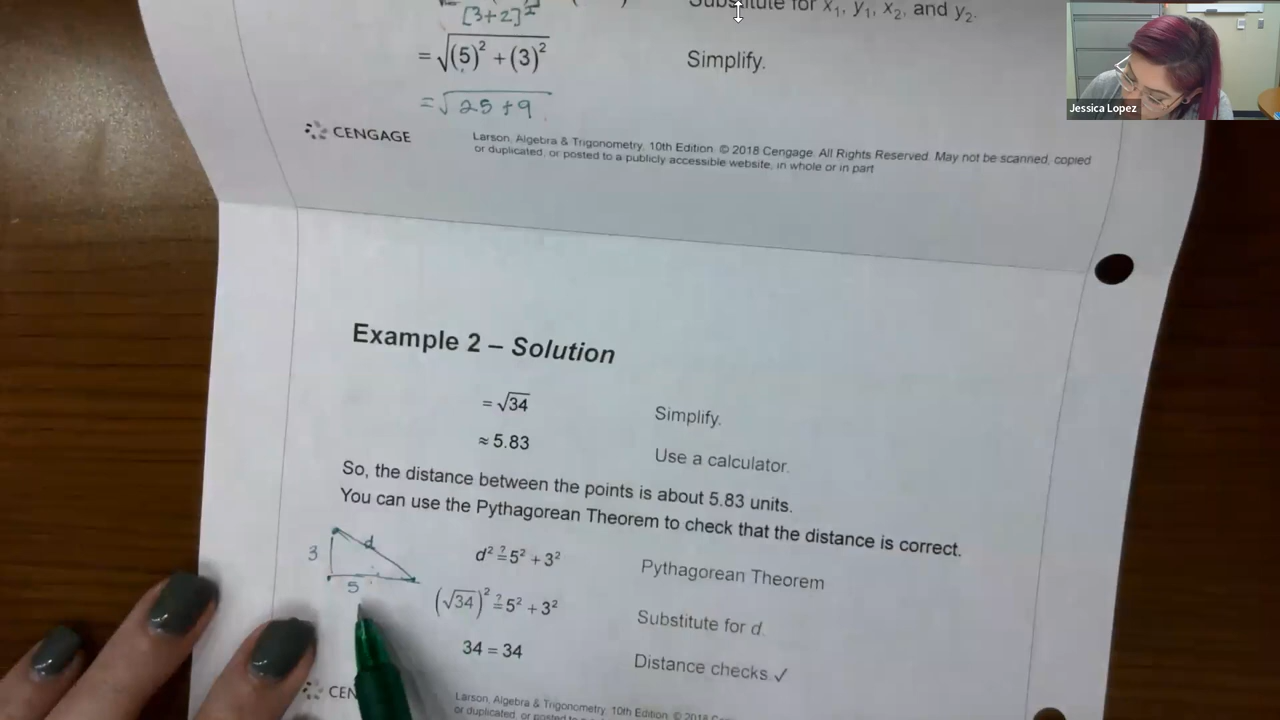 [3+2]²
Substitute for x₁, y₁, x₂, and y₂.
= √(5)² + (3)²
Simplify.
= √25 + 9
Jessica Lopez
CENGAGE
Larson, Algebra & Trigonometry, 10th Edition. © 2018 Cengage. All Rights Reserved. May not be scanned, copied
or duplicated, or posted to a publicly accessible website, in whole or in part
Example 2 – Solution
= √34
Simplify.
≈ 5.83
Use a calculator.
So, the distance between the points is about 5.83 units.
You can use the Pythagorean Theorem to check that the distance is correct.
3
d
5
d² ≟ 5² + 3²
Pythagorean Theorem
(√34)² ≟ 5² + 3²
Substitute for d.
34 = 34
Distance checks ✓
CEN
Larson, Algebra & Trigonometry, 10th Edition. © 2018
or duplicated, or posted to a